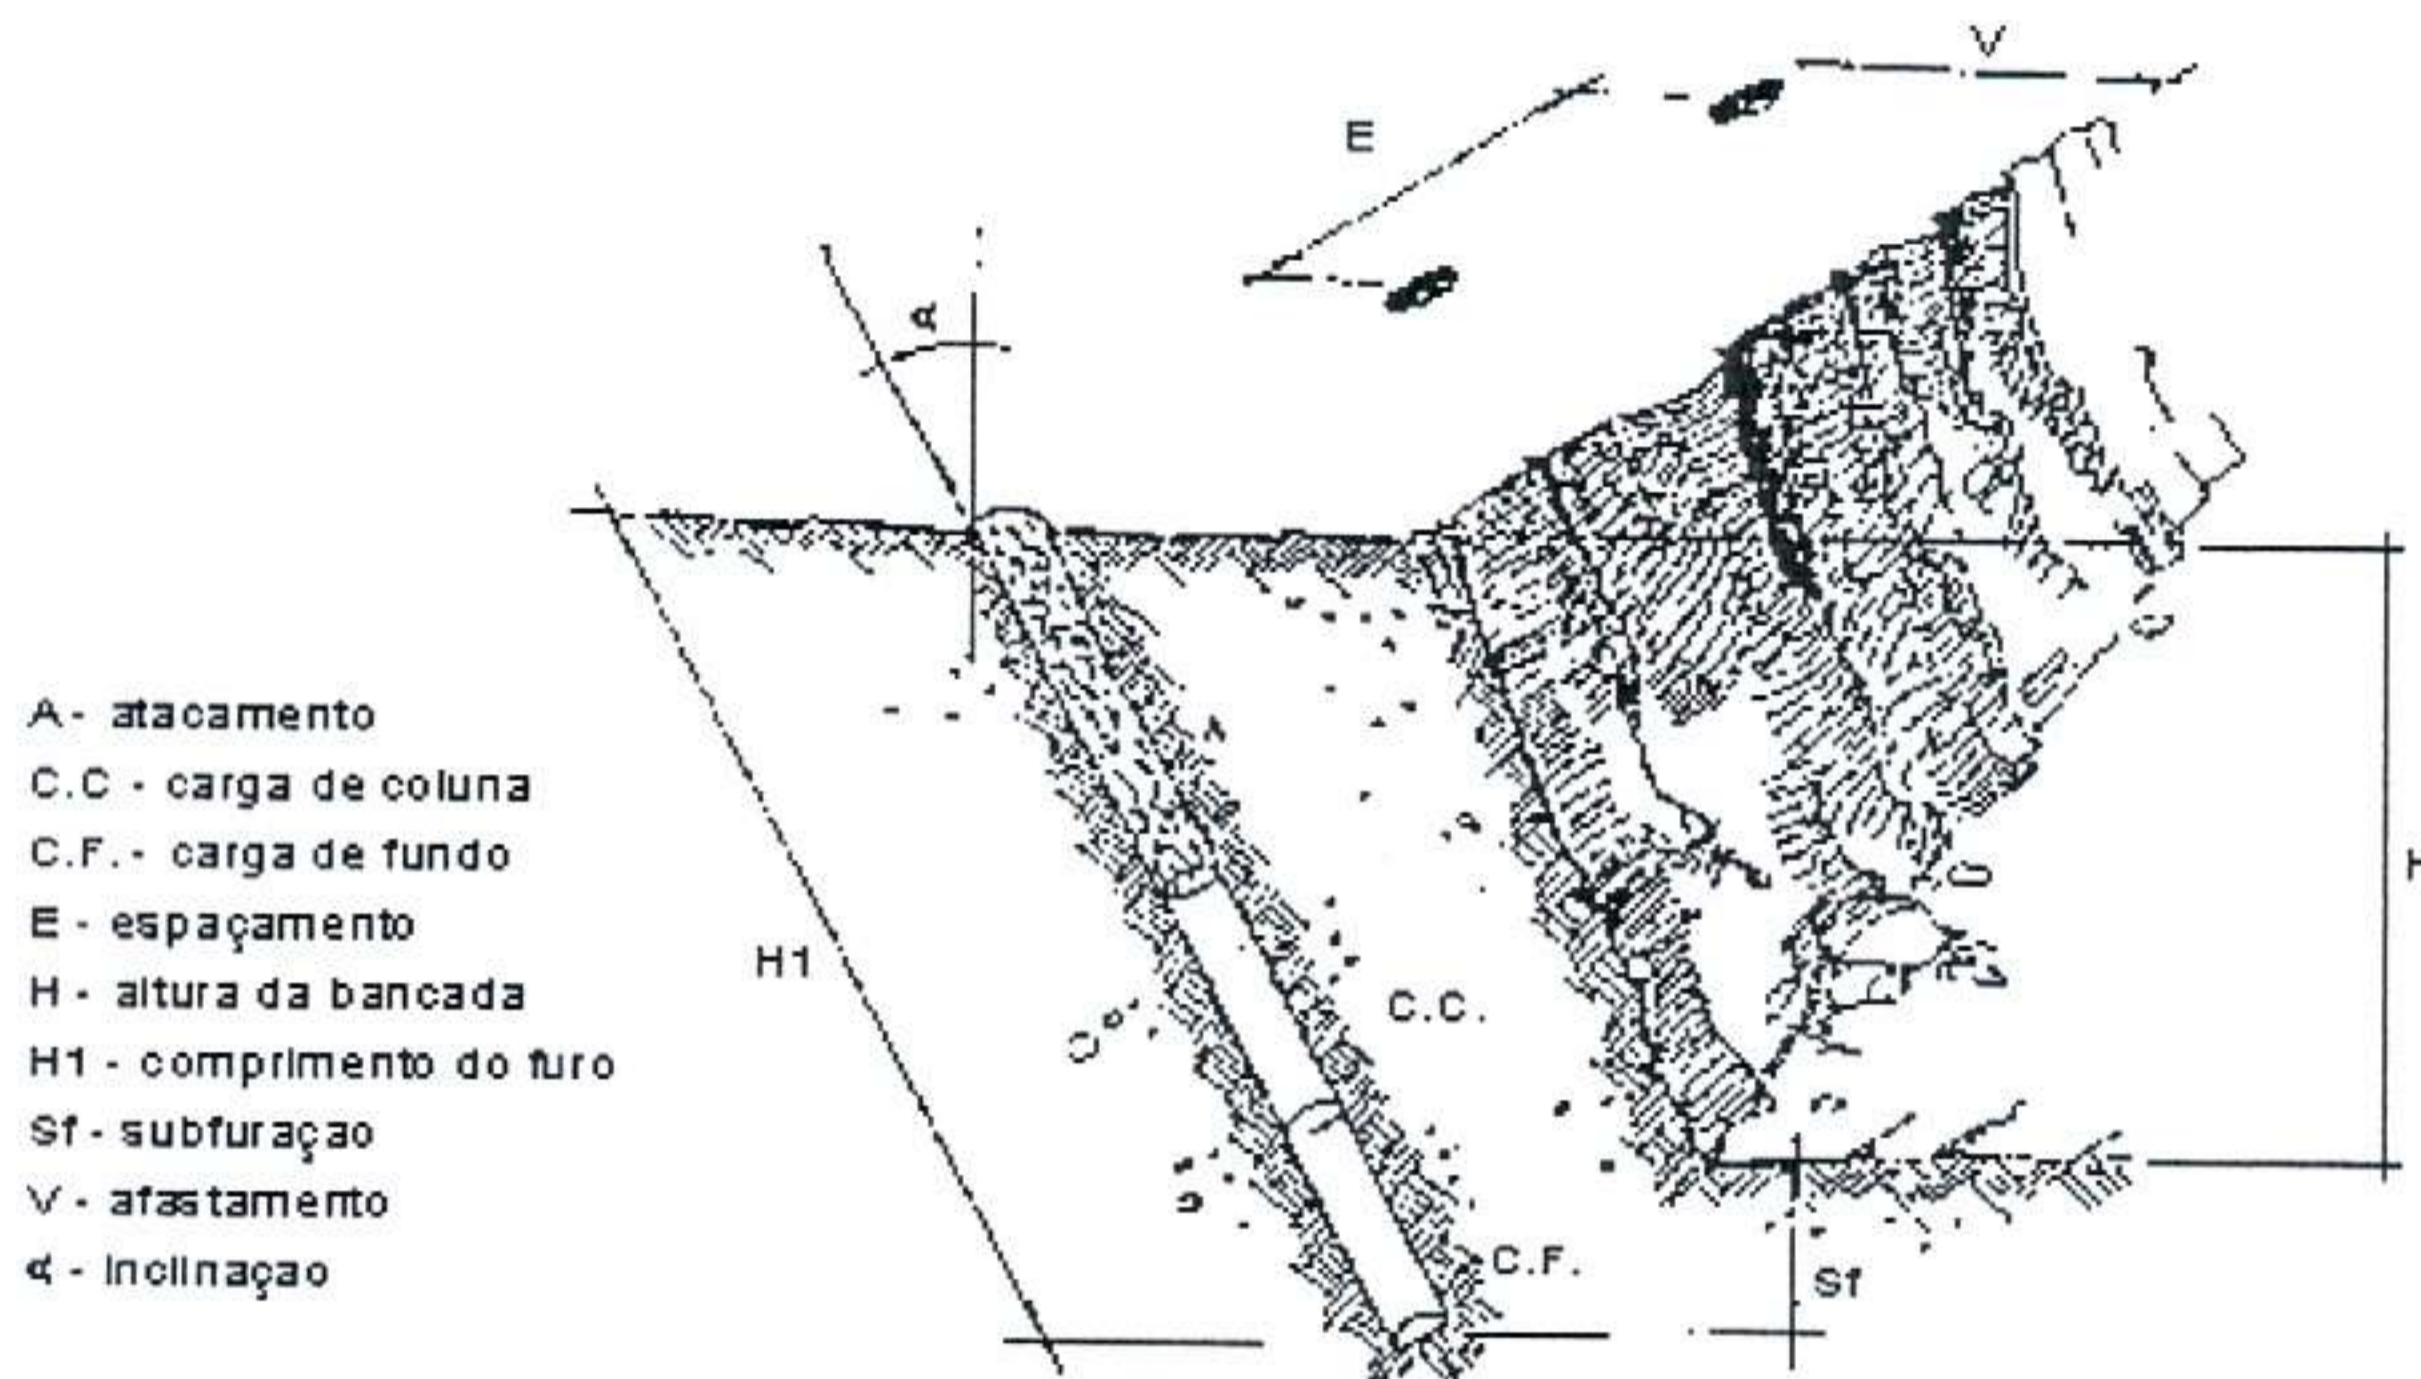 V
E
α
A - atacamento
C.C - carga de coluna
C.F. - carga de fundo
E - espaçamento
H - altura da bancada
H1 - comprimento do furo
Sf - subfuraçao
V - afastamento
α - Inclinaçao
A
H1
C.C.
C.F.
Sf